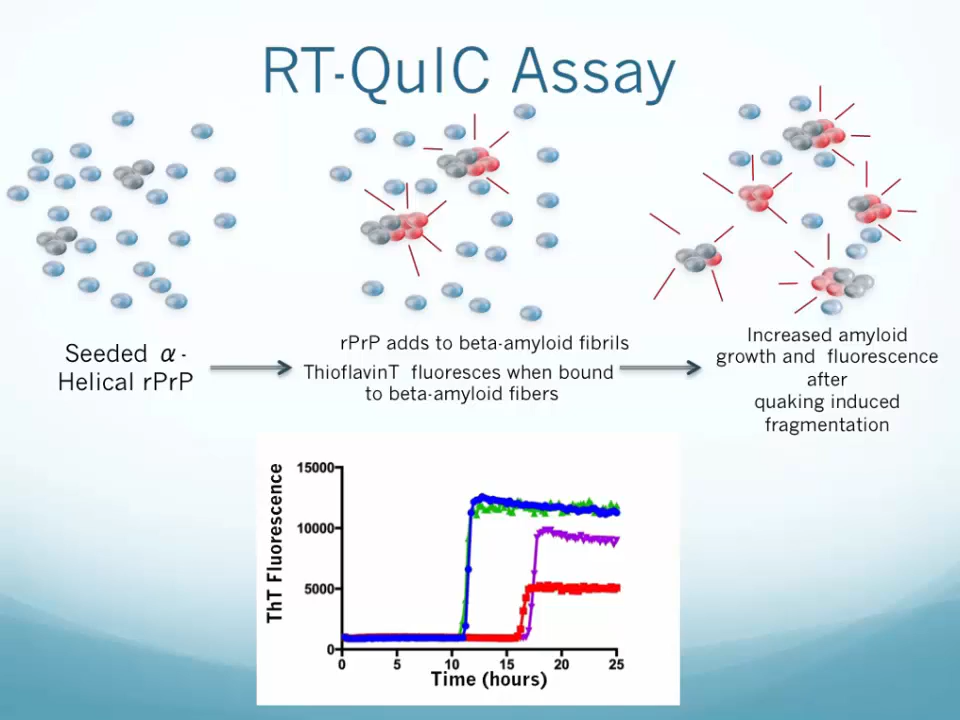 RT-QuIC Assay
Seeded α-
Helical rPrP
rPrP adds to beta-amyloid fibrils
ThioflavinT fluoresces when bound
to beta-amyloid fibers
Increased amyloid
growth and fluorescence
after
quaking induced
fragmentation
ThT Fluorescence
15000
10000
5000
0
0 5 10 15 20 25
Time (hours)